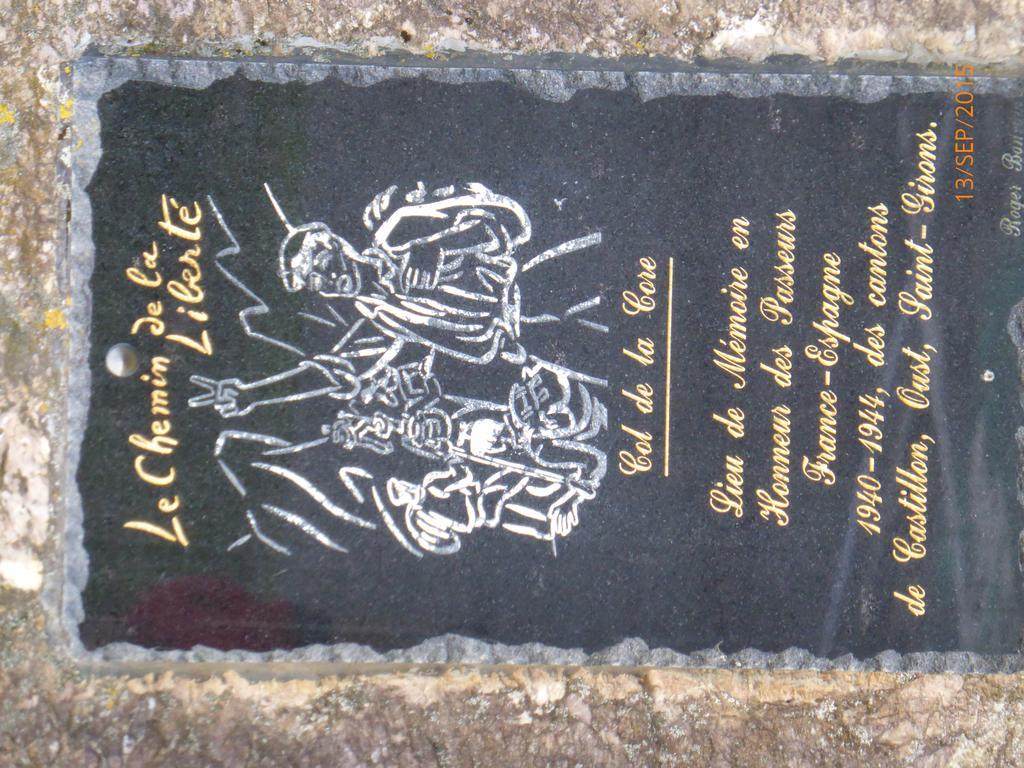 Le Chemin de la
Liberté
Col de la Core
Lieu de Mémoire en
Honneur des Passeurs
France-Espagne
1940-1944, des cantons
de Castillon, Oust, Saint-Girons.
Roger
13/SEP/2015